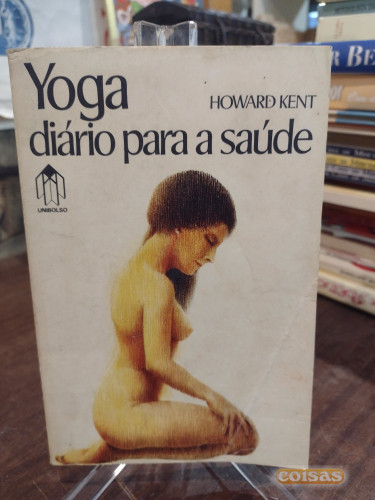 Yoga
HOWARD KENT
diário para a saúde
UNIBOLSO
coisas